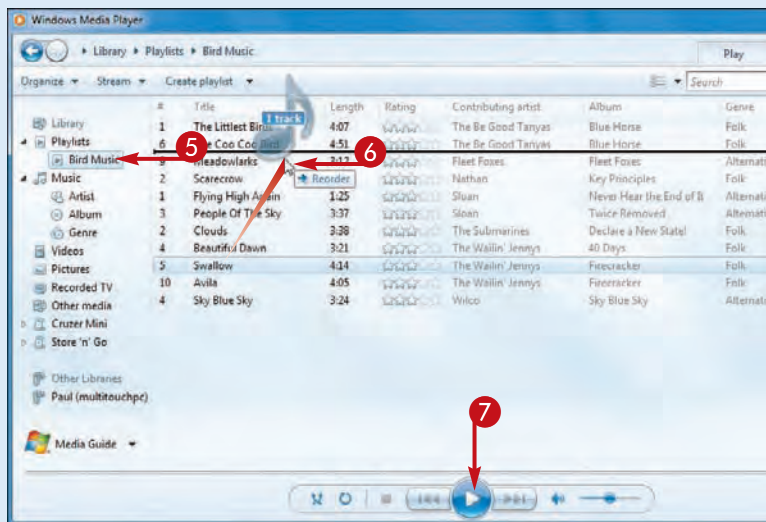 Windows Media Player
Library ▸ Playlists ▸ Bird Music
Play
Organize Stream Create playlist
Search
# Title Length Rating Contributing artist Album Genre
1 The Littlest 4:07 The Be Good Tanyas Blue Horse Folk
6 Coo Coo Bird 4:51 The Be Good Tanyas Blue Horse Folk
9 Meadowlarks 3:12 Fleet Foxes Fleet Foxes Alternati
2 Scarecrow Nathan Key Principles Folk
1 Flying High Again 1:25 Sloan Never Hear the End of It Alternati
3 People Of The Sky 3:37 Sloan Twice Removed Alternati
2 Clouds 3:38 The Submarines Declare a New State! Folk
4 Beautiful Dawn 3:21 The Wailin' Jennys 40 Days Folk
5 Swallow 4:14 The Wailin' Jennys Firecracker Folk
10 Avila 4:05 The Wailin' Jennys Firecracker Folk
4 Sky Blue Sky 3:24 Wilco Sky Blue Sky Alternati
1 track
Reorder
Library
Playlists
Bird Music
Music
Artist
Album
Genre
Videos
Pictures
Recorded TV
Other media
Cruzer Mini
Store 'n' Go
Other Libraries
Paul (multitouchpc)
Media Guide
5
6
7